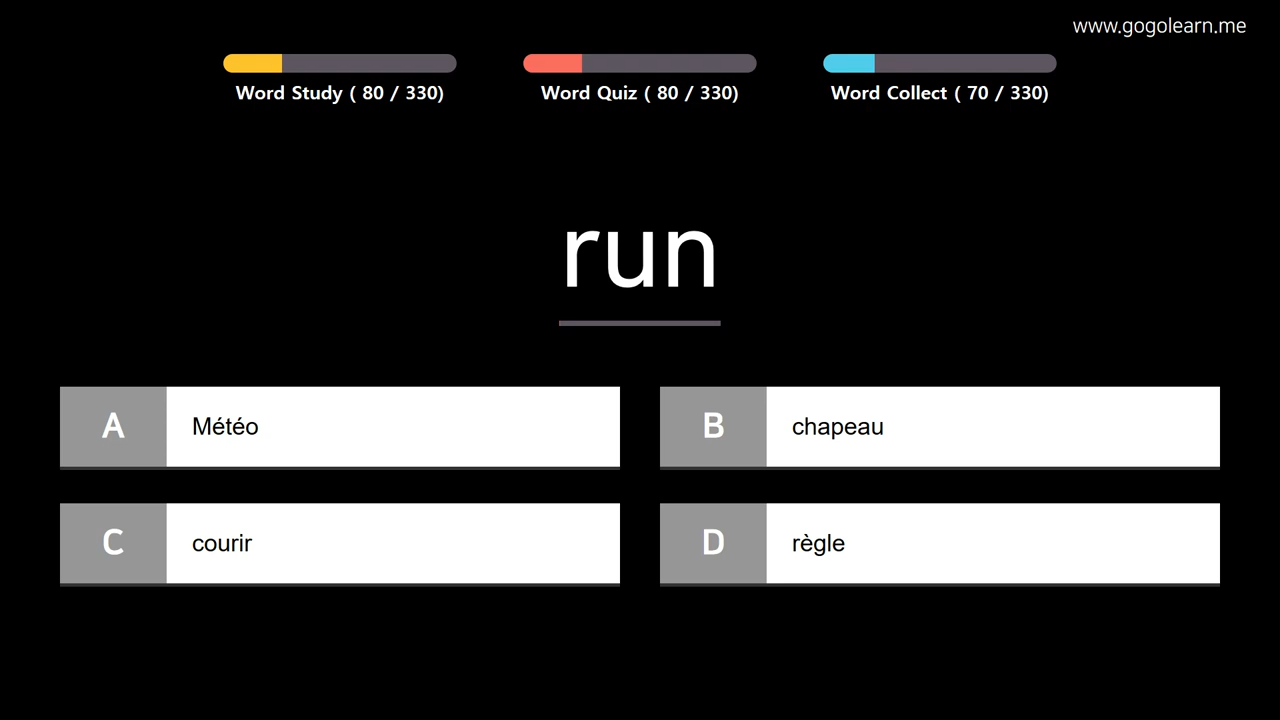 www.gogolearn.me
Word Study ( 80 / 330)
Word Quiz ( 80 / 330)
Word Collect ( 70 / 330)
run
A Météo
B chapeau
C courir
D règle